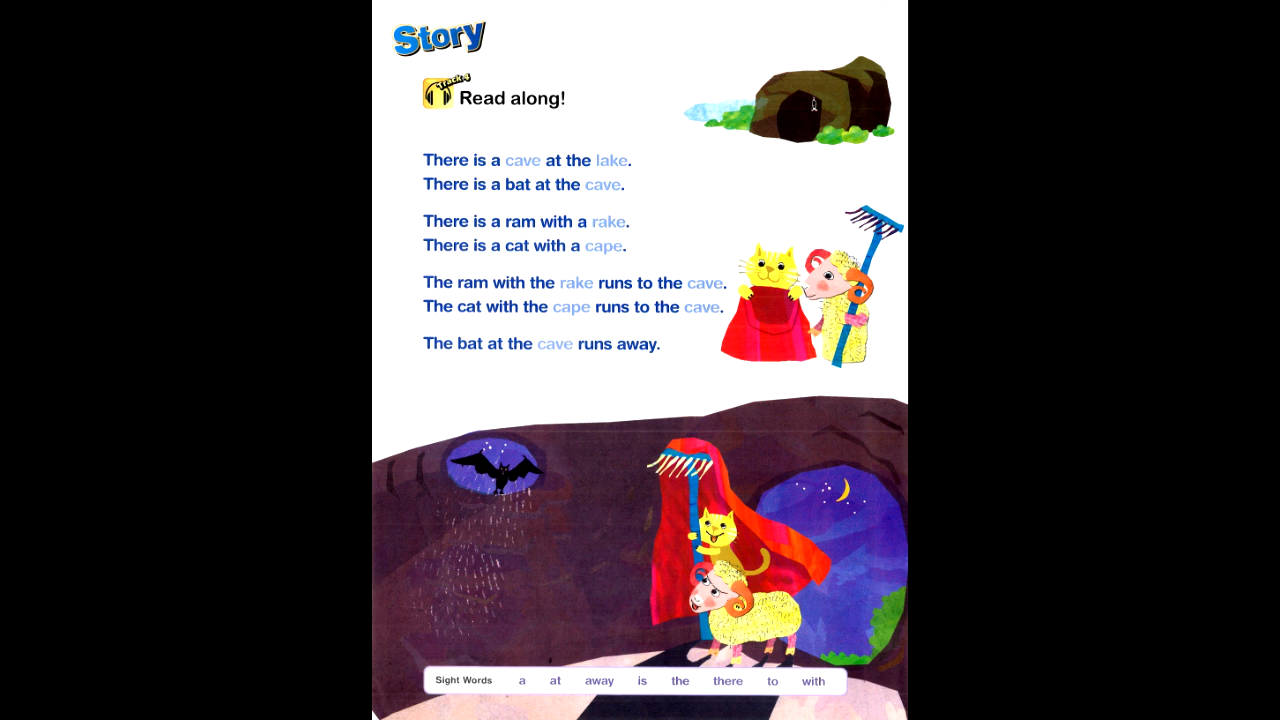 Story
Track 4
Read along!
There is a cave at the lake.
There is a bat at the cave.
There is a ram with a rake.
There is a cat with a cape.
The ram with the rake runs to the cave.
The cat with the cape runs to the cave.
The bat at the cave runs away.
Sight Words a at away is the there to with